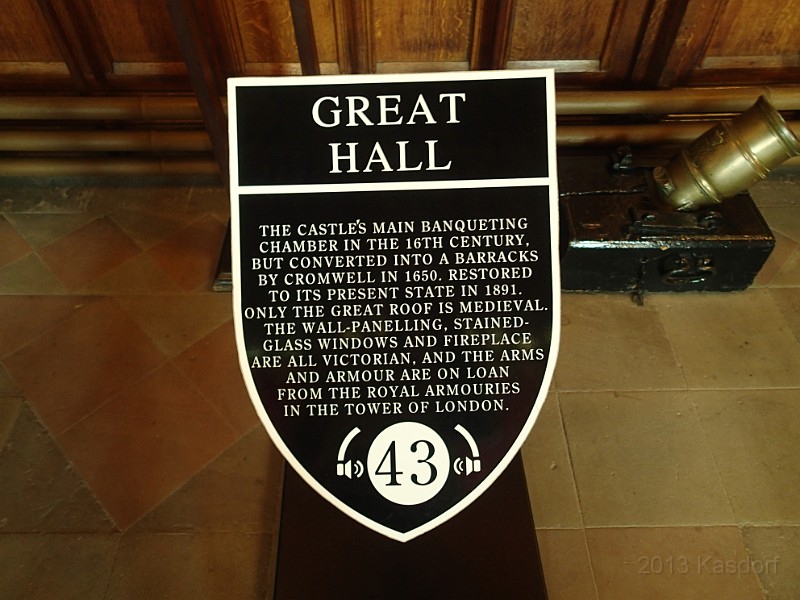 GREAT
HALL
THE CASTLE'S MAIN BANQUETING
CHAMBER IN THE 16TH CENTURY,
BUT CONVERTED INTO A BARRACKS
BY CROMWELL IN 1650. RESTORED
TO ITS PRESENT STATE IN 1891.
ONLY THE GREAT ROOF IS MEDIEVAL.
THE WALL-PANELLING, STAINED-
GLASS WINDOWS AND FIREPLACE
ARE ALL VICTORIAN, AND THE ARMS
AND ARMOUR ARE ON LOAN
FROM THE ROYAL ARMOURIES
IN THE TOWER OF LONDON.
43
2013 Kasdorf